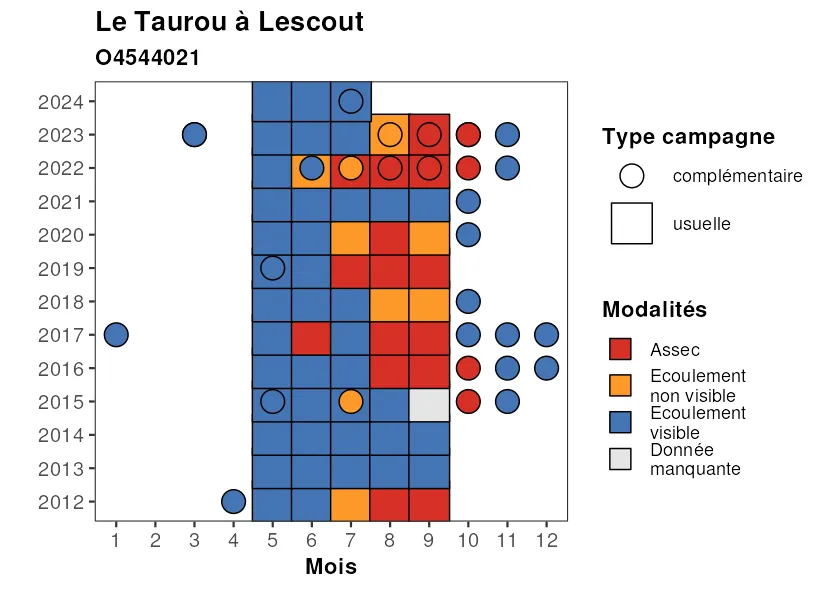 Le Taurou à Lescout
O4544021
2024
2023
2022
2021
2020
2019
2018
2017
2016
2015
2014
2013
2012
1 2 3 4 5 6 7 8 9 10 11 12
Mois
Type campagne
complémentaire
usuelle
Modalités
Assec
Ecoulement
non visible
Ecoulement
visible
Donnée
manquante